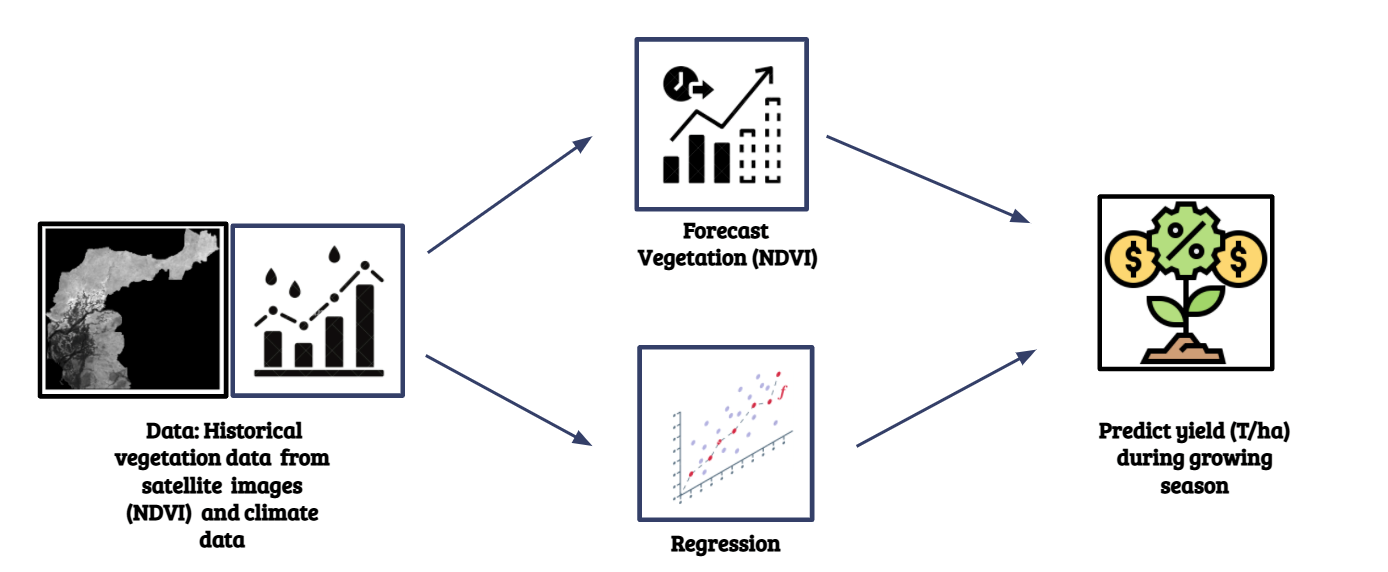 Forecast
Vegetation (NDVI)
$ % $
f
Data: Historical
vegetation data from
satellite images
(NDVI) and climate
data
Regression
Predict yield (T/ha)
during growing
season